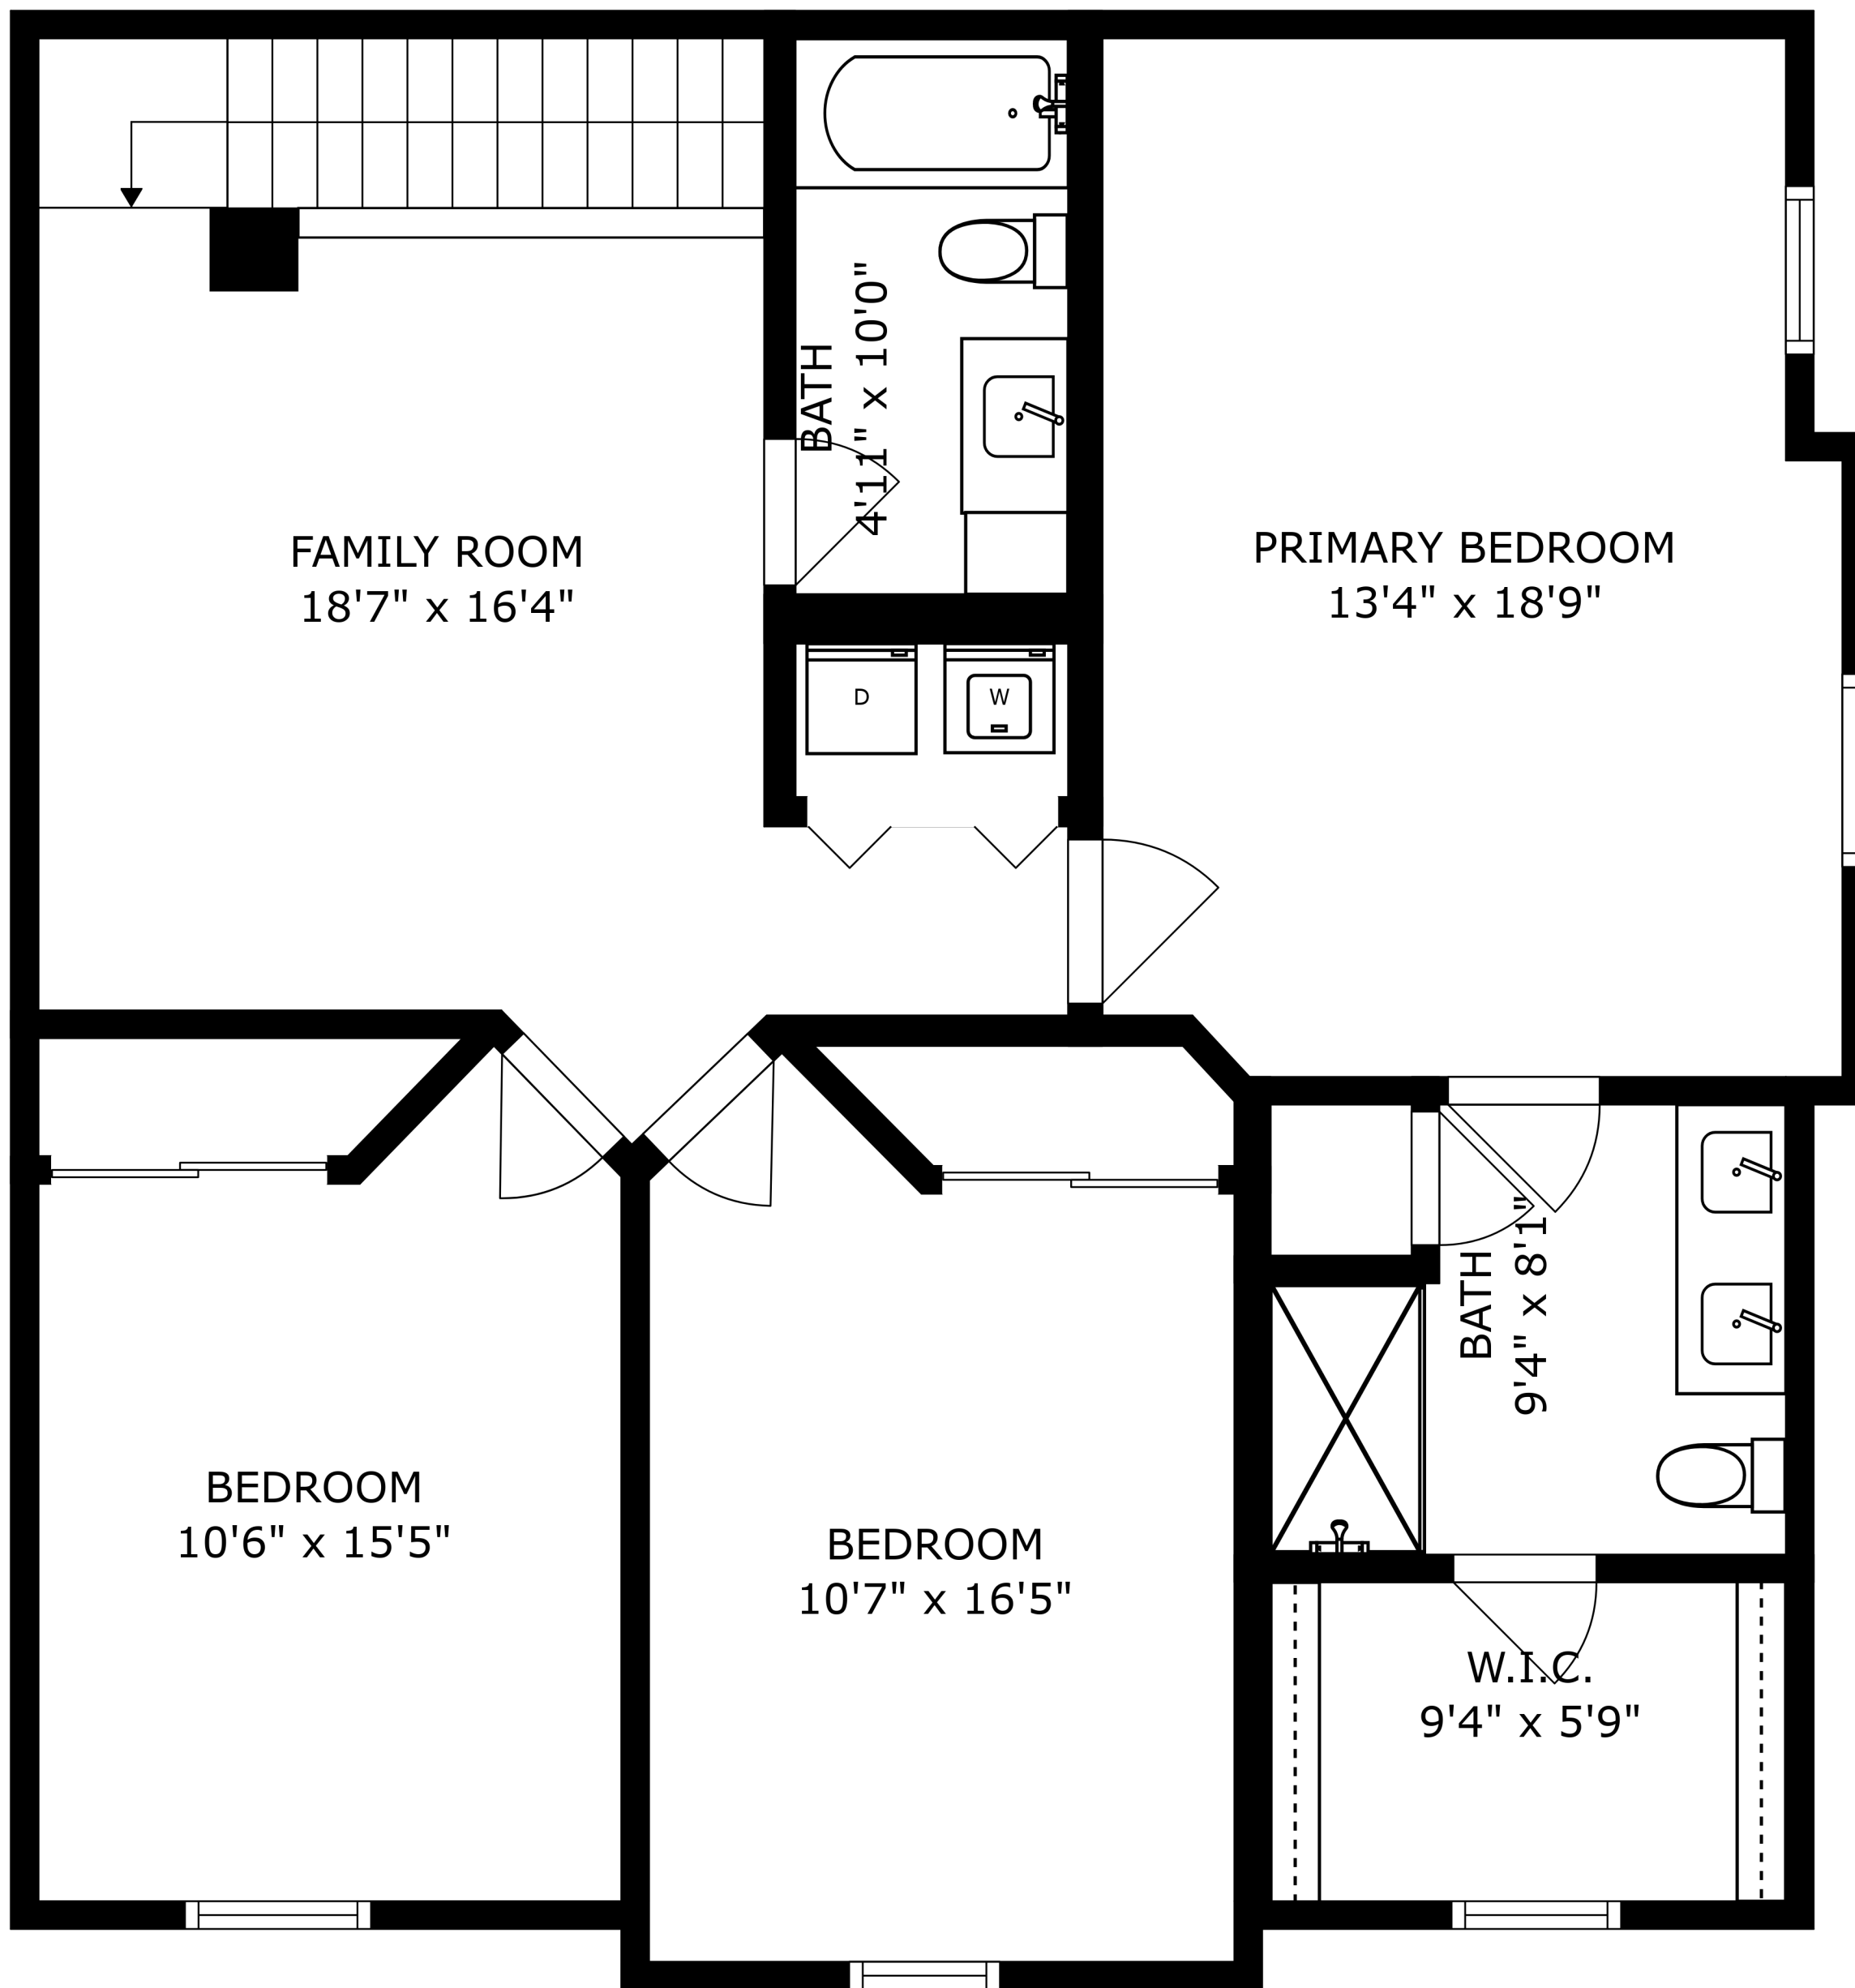 BATH
4'11" x 10'0"
FAMILY ROOM
18'7" x 16'4"
PRIMARY BEDROOM
13'4" x 18'9"
D
W
BATH
9'4" x 8'1"
BEDROOM
10'6" x 15'5"
BEDROOM
10'7" x 16'5"
W.I.C.
9'4" x 5'9"